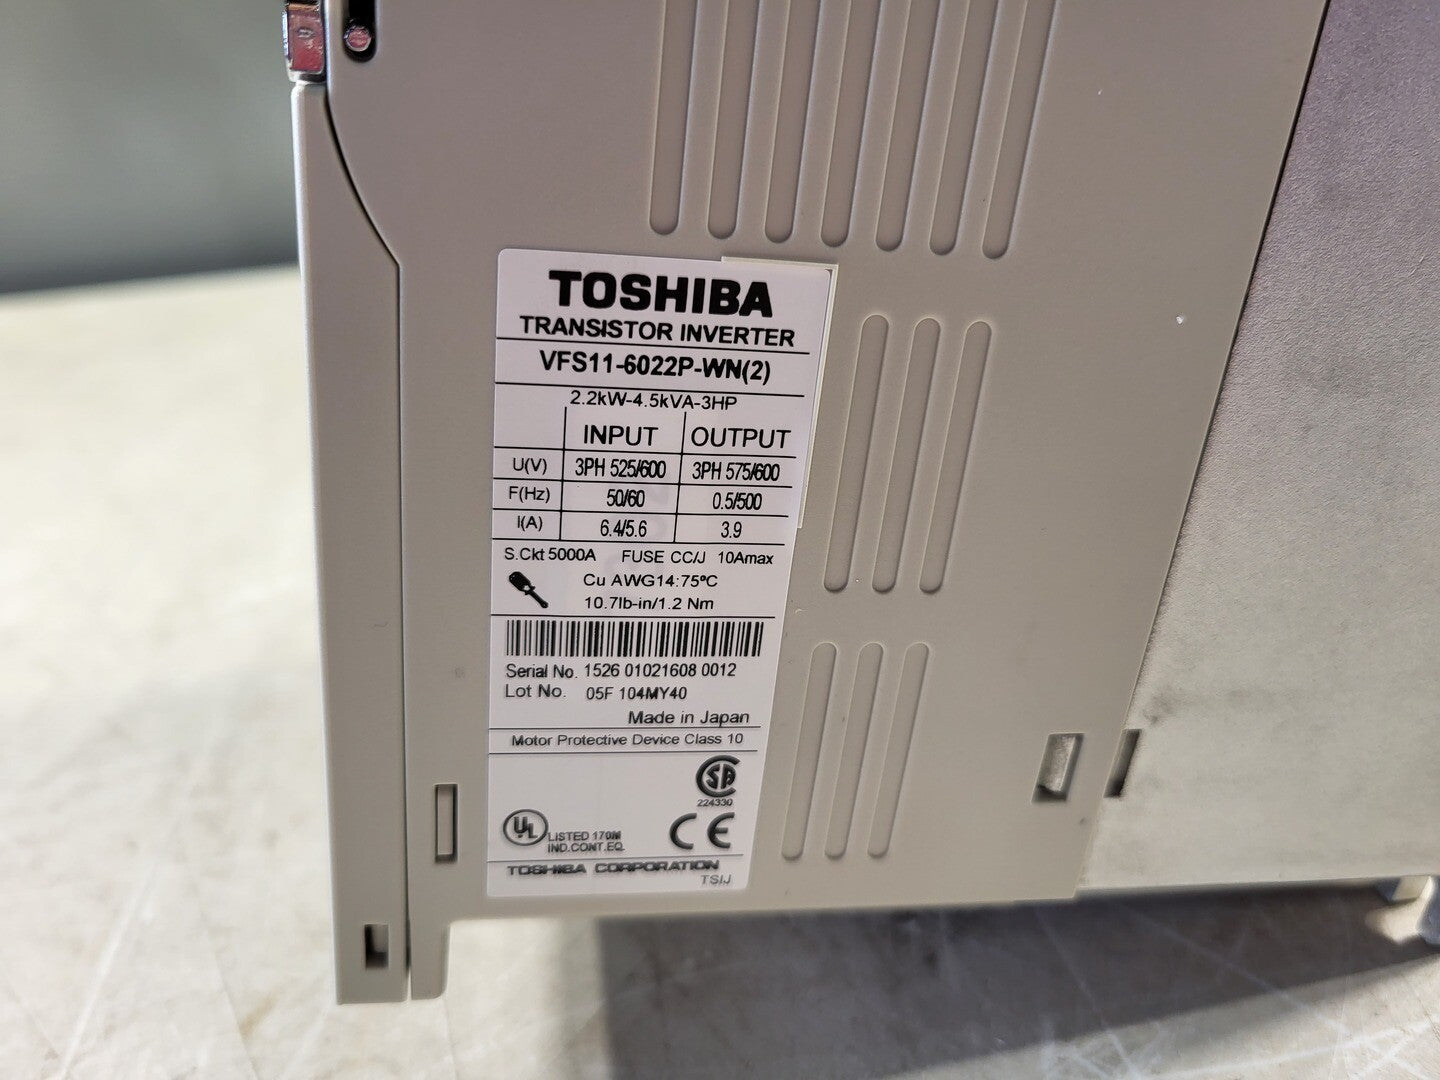 TOSHIBA
TRANSISTOR INVERTER
VFS11-6022P-WN(2)
2.2kW-4.5kVA-3HP
INPUT OUTPUT
U(V) 3PH 525/600 3PH 575/600
F(Hz) 50/60 0.5/500
I(A) 6.4/5.6 3.9
S.Ckt 5000A FUSE CC/J 10Amax
Cu AWG14:75°C
10.7lb-in/1.2 Nm
Serial No. 1526 01021608 0012
Lot No. 05F 104MY40
Made in Japan
Motor Protective Device Class 10
SA
224330
UL LISTED 170M
IND.CONT.EQ.
CE
TOSHIBA CORPORATION
TSIJ